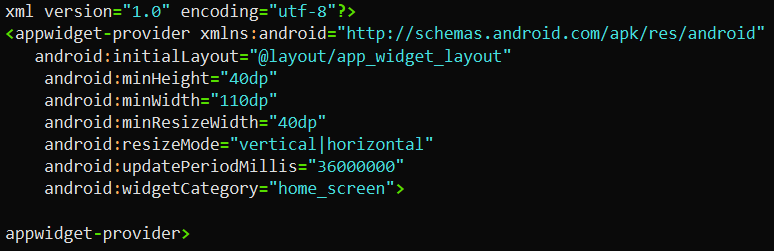 xml version="1.0" encoding="utf-8"?>
<appwidget-provider xmlns:android="http://schemas.android.com/apk/res/android"
android:initialLayout="@layout/app_widget_layout"
android:minHeight="40dp"
android:minWidth="110dp"
android:minResizeWidth="40dp"
android:resizeMode="vertical|horizontal"
android:updatePeriodMillis="36000000"
android:widgetCategory="home_screen">
appwidget-provider>